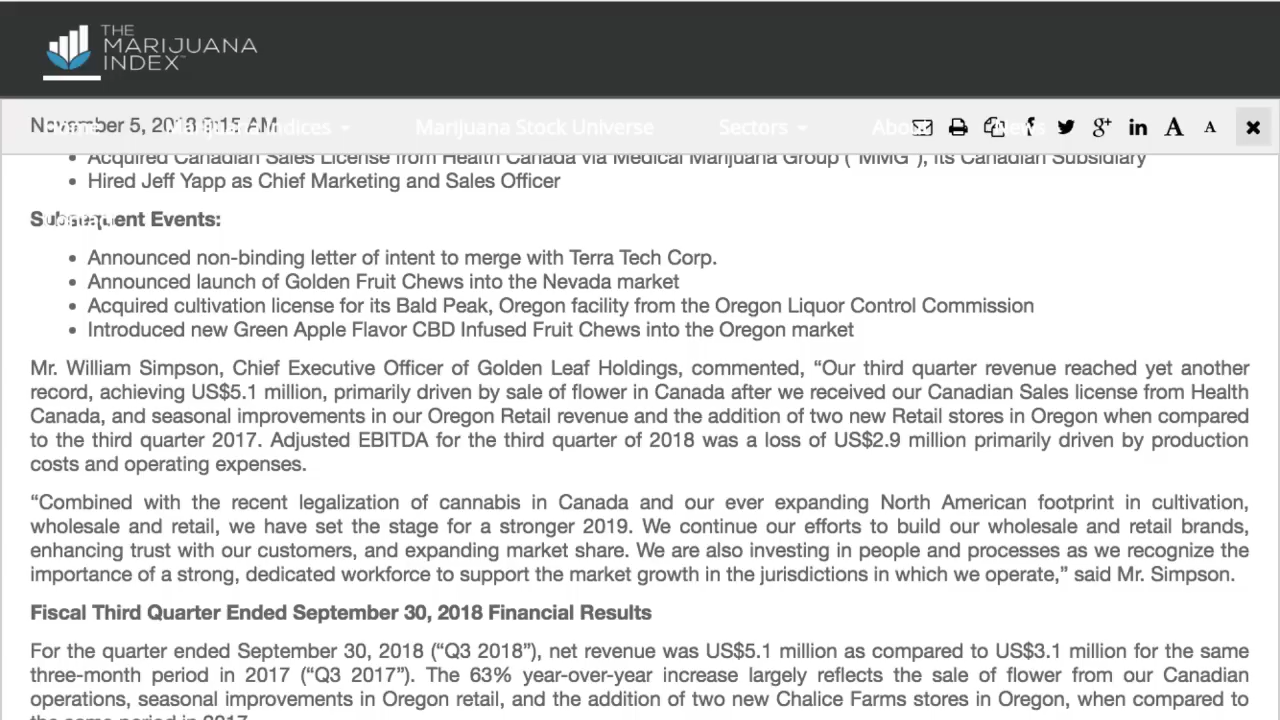 THE
MARIJUANA
INDEX™
November 5, 2018 9:15 AM
Home Marijuana Indices Marijuana Stock Universe Sectors About News
Acquired Canadian Sales License from Health Canada via Medical Marijuana Group ("MMG"), its Canadian Subsidiary
• Hired Jeff Yapp as Chief Marketing and Sales Officer
Subsequent Events:
Contact
• Announced non-binding letter of intent to merge with Terra Tech Corp.
• Announced launch of Golden Fruit Chews into the Nevada market
• Acquired cultivation license for its Bald Peak, Oregon facility from the Oregon Liquor Control Commission
• Introduced new Green Apple Flavor CBD Infused Fruit Chews into the Oregon market
Mr. William Simpson, Chief Executive Officer of Golden Leaf Holdings, commented, “Our third quarter revenue reached yet another
record, achieving US$5.1 million, primarily driven by sale of flower in Canada after we received our Canadian Sales license from Health
Canada, and seasonal improvements in our Oregon Retail revenue and the addition of two new Retail stores in Oregon when compared
to the third quarter 2017. Adjusted EBITDA for the third quarter of 2018 was a loss of US$2.9 million primarily driven by production
costs and operating expenses.
“Combined with the recent legalization of cannabis in Canada and our ever expanding North American footprint in cultivation,
wholesale and retail, we have set the stage for a stronger 2019. We continue our efforts to build our wholesale and retail brands,
enhancing trust with our customers, and expanding market share. We are also investing in people and processes as we recognize the
importance of a strong, dedicated workforce to support the market growth in the jurisdictions in which we operate,” said Mr. Simpson.
Fiscal Third Quarter Ended September 30, 2018 Financial Results
For the quarter ended September 30, 2018 (“Q3 2018”), net revenue was US$5.1 million as compared to US$3.1 million for the same
three-month period in 2017 (“Q3 2017”). The 63% year-over-year increase largely reflects the sale of flower from our Canadian
operations, seasonal improvements in Oregon retail, and the addition of two new Chalice Farms stores in Oregon, when compared to
the same period in 2017